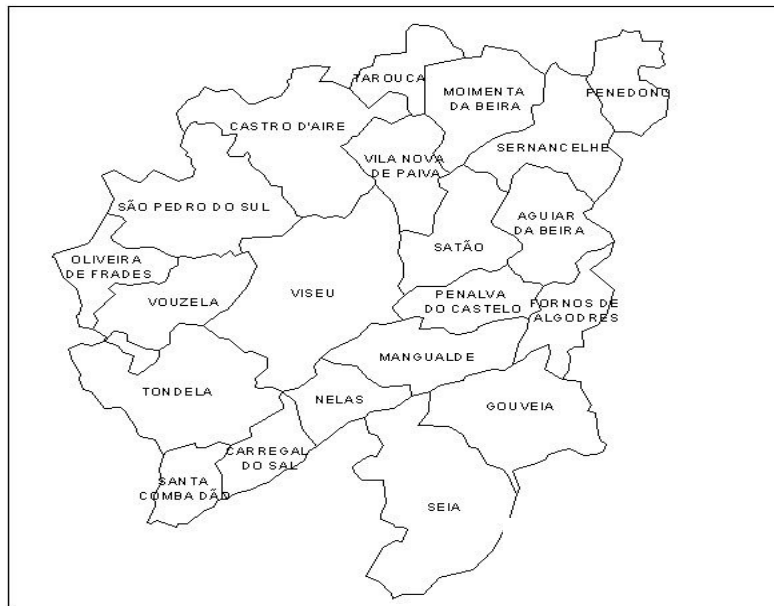 TAROUCA
MOIMENTA
DA BEIRA
PENEDONO
CASTRO D'AIRE
SERNANCELHE
VILA NOVA
DE PAIVA
SÃO PEDRO DO SUL
AGUIAR
DA BEIRA
SATÃO
OLIVEIRA
DE FRADES
VOUZELA
VISEU
PENALVA
DO CASTELO
FORNOS DE
ALGODRES
MANGUALDE
TONDELA
NELAS
GOUVEIA
CARREGAL
DO SAL
SANTA
COMBA DÃO
SEIA